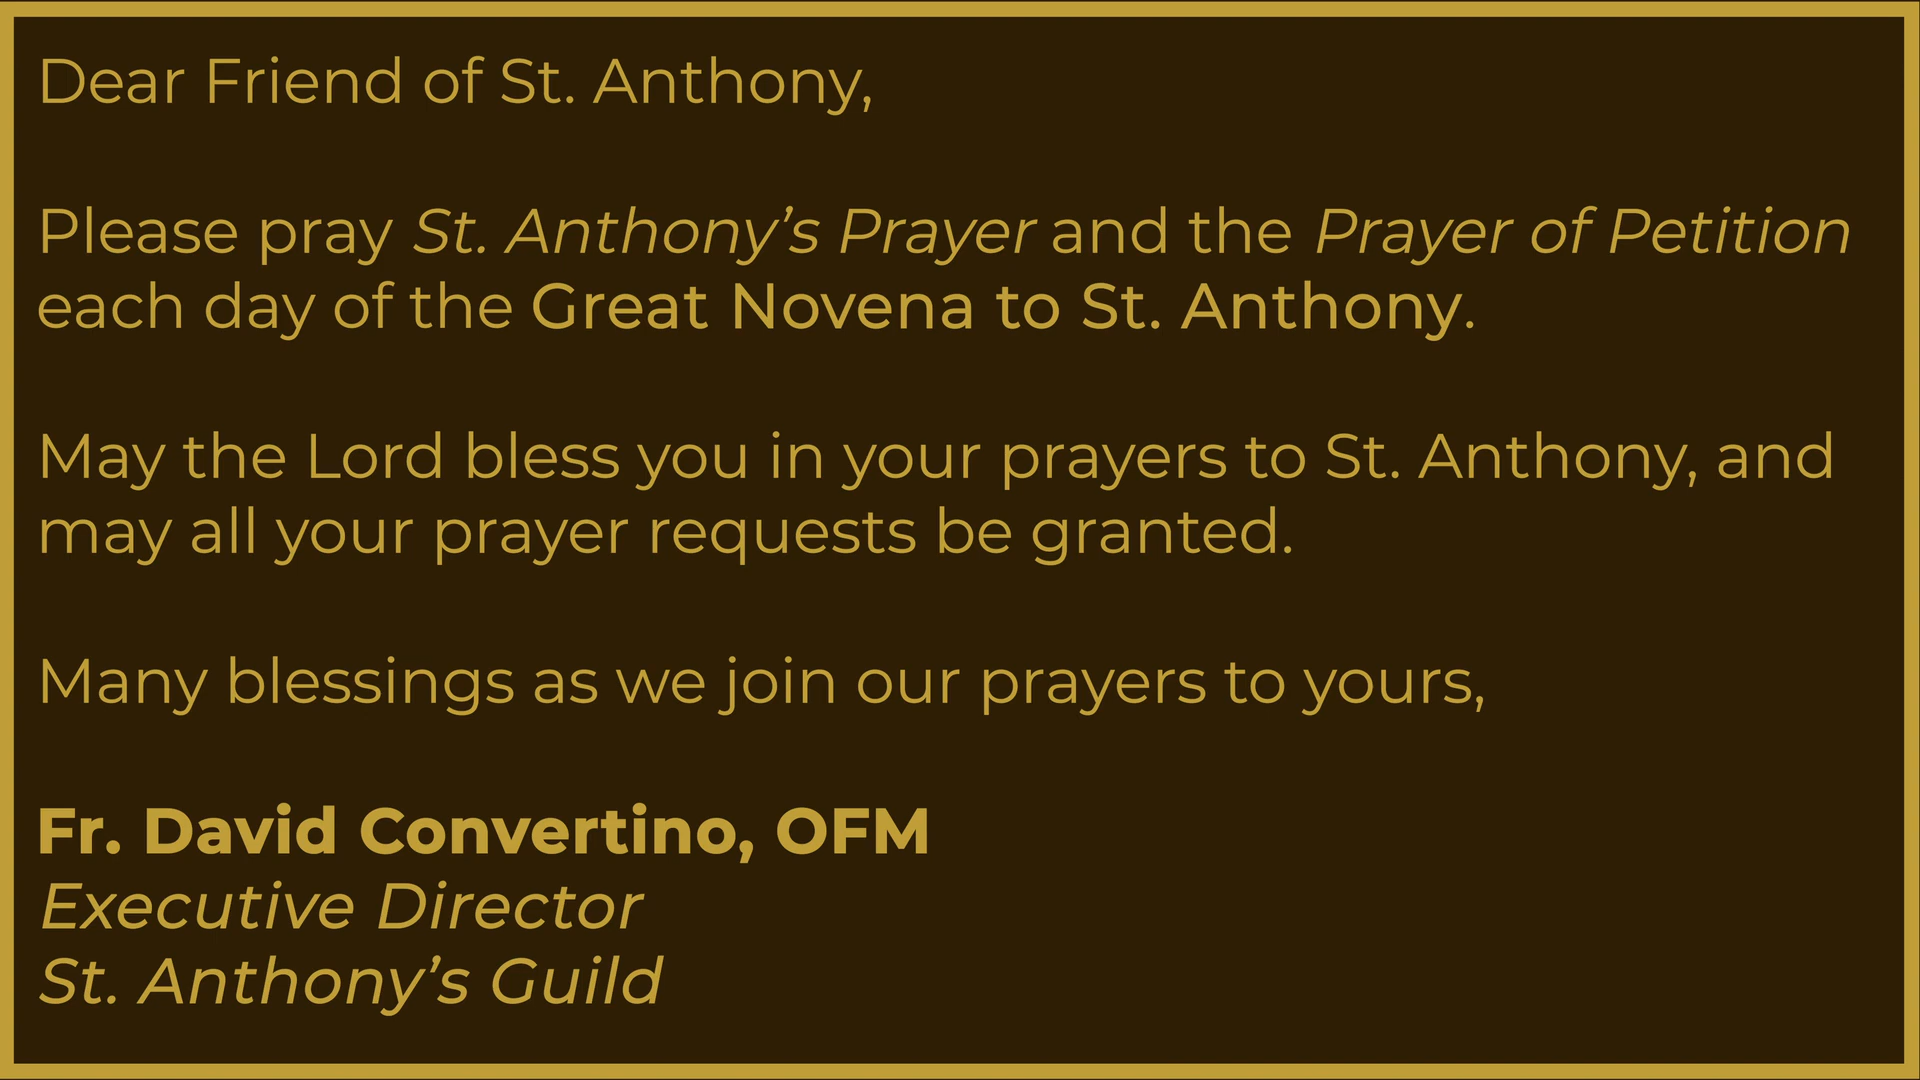 Dear Friend of St. Anthony,
Please pray St. Anthony’s Prayer and the Prayer of Petition
each day of the Great Novena to St. Anthony.
May the Lord bless you in your prayers to St. Anthony, and
may all your prayer requests be granted.
Many blessings as we join our prayers to yours,
Fr. David Convertino, OFM
Executive Director
St. Anthony’s Guild